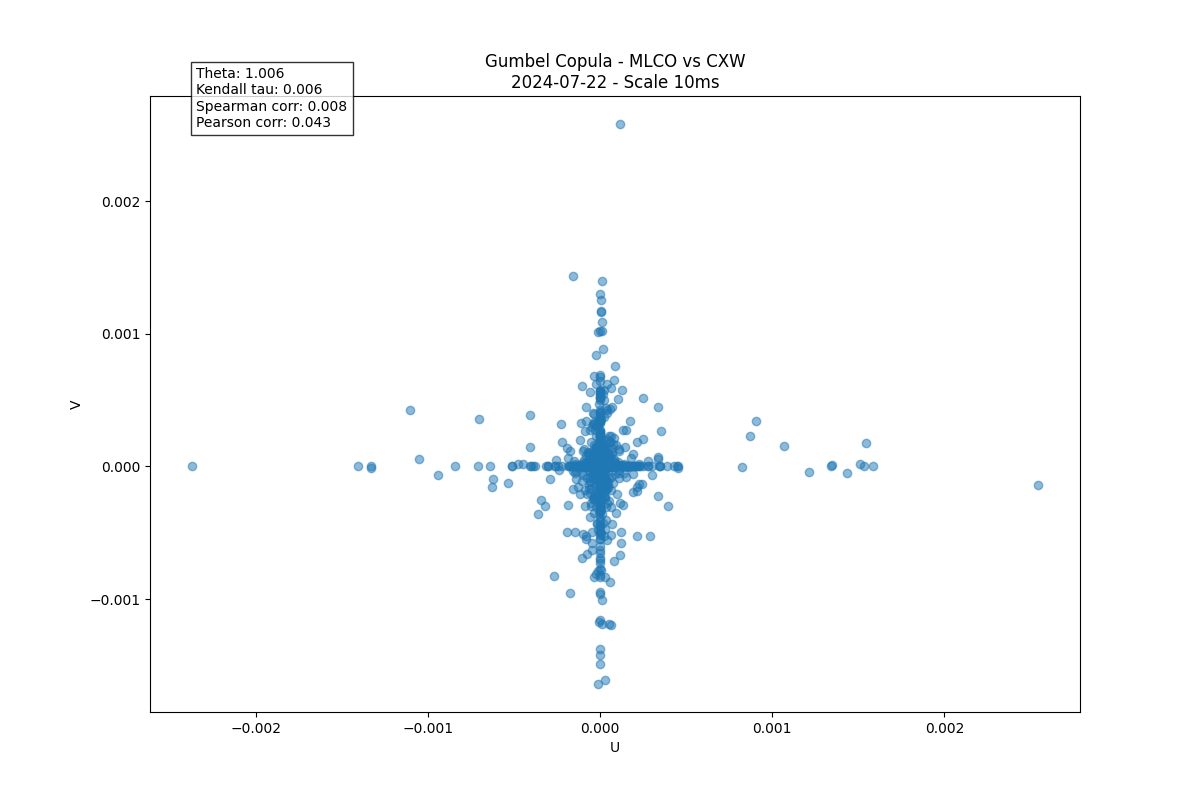 Gumbel Copula - MLCO vs CXW
2024-07-22 - Scale 10ms
Theta: 1.006
Kendall tau: 0.006
Spearman corr: 0.008
Pearson corr: 0.043
V
0.002
0.001
0.000
−0.001
−0.002
−0.001
0.000
0.001
0.002
U